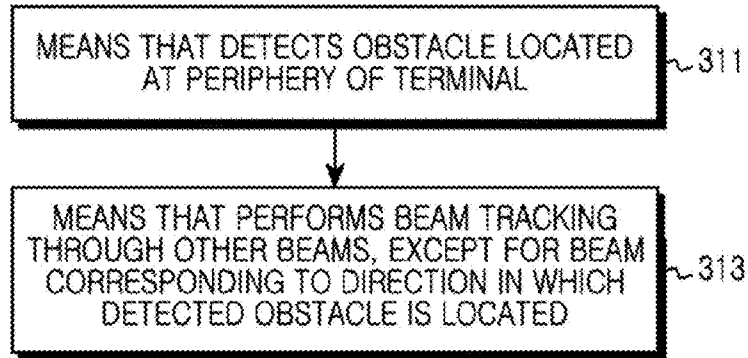 MEANS THAT DETECTS OBSTACLE LOCATED
AT PERIPHERY OF TERMINAL
311
MEANS THAT PERFORMS BEAM TRACKING
THROUGH OTHER BEAMS, EXCEPT FOR BEAM
CORRESPONDING TO DIRECTION IN WHICH
DETECTED OBSTACLE IS LOCATED
313